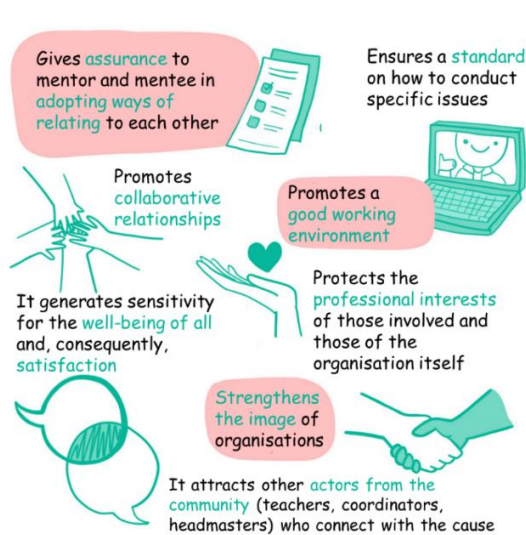 Gives assurance to
mentor and mentee in
adopting ways of
relating to each other
Ensures a standard
on how to conduct
specific issues
Promotes
collaborative
relationships
Promotes a
good working
environment
It generates sensitivity
for the well-being of all
and, consequently,
satisfaction
Protects the
professional interests
of those involved and
those of the
organisation itself
Strengthens
the image of
organisations
It attracts other actors from the
community (teachers, coordinators,
headmasters) who connect with the cause